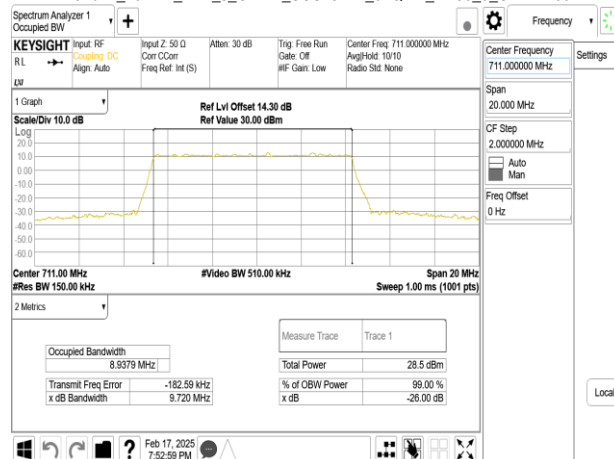 Spectrum Analyzer 1
Occupied BW
Frequency
KEYSIGHT
Input: RF
Input Z: 50 Ω
Atten: 30 dB
Trig: Free Run
Center Freq: 711.000000 MHz
RL
Coupling: DC
Corr CCorr
Gate: Off
Avg|Hold: 10/10
Align: Auto
Freq Ref: Int (S)
#IF Gain: Low
Radio Std: None
LXI
Center Frequency
711.000000 MHz
Settings
Span
20.000 MHz
CF Step
2.000000 MHz
Auto
Man
Freq Offset
0 Hz
1 Graph
Ref Lvl Offset 14.30 dB
Scale/Div 10.0 dB
Ref Value 30.00 dBm
Log
20.0
10.0
0.00
-10.0
-20.0
-30.0
-40.0
-50.0
-60.0
Center 711.00 MHz
#Video BW 510.00 kHz
Span 20 MHz
#Res BW 150.00 kHz
Sweep 1.00 ms (1001 pts)
2 Metrics
Measure Trace
Trace 1
Occupied Bandwidth
8.9379 MHz
Total Power
28.5 dBm
Transmit Freq Error
-182.59 kHz
% of OBW Power
99.00 %
x dB Bandwidth
9.720 MHz
x dB
-26.00 dB
Local
Feb 17, 2025
7:52:59 PM